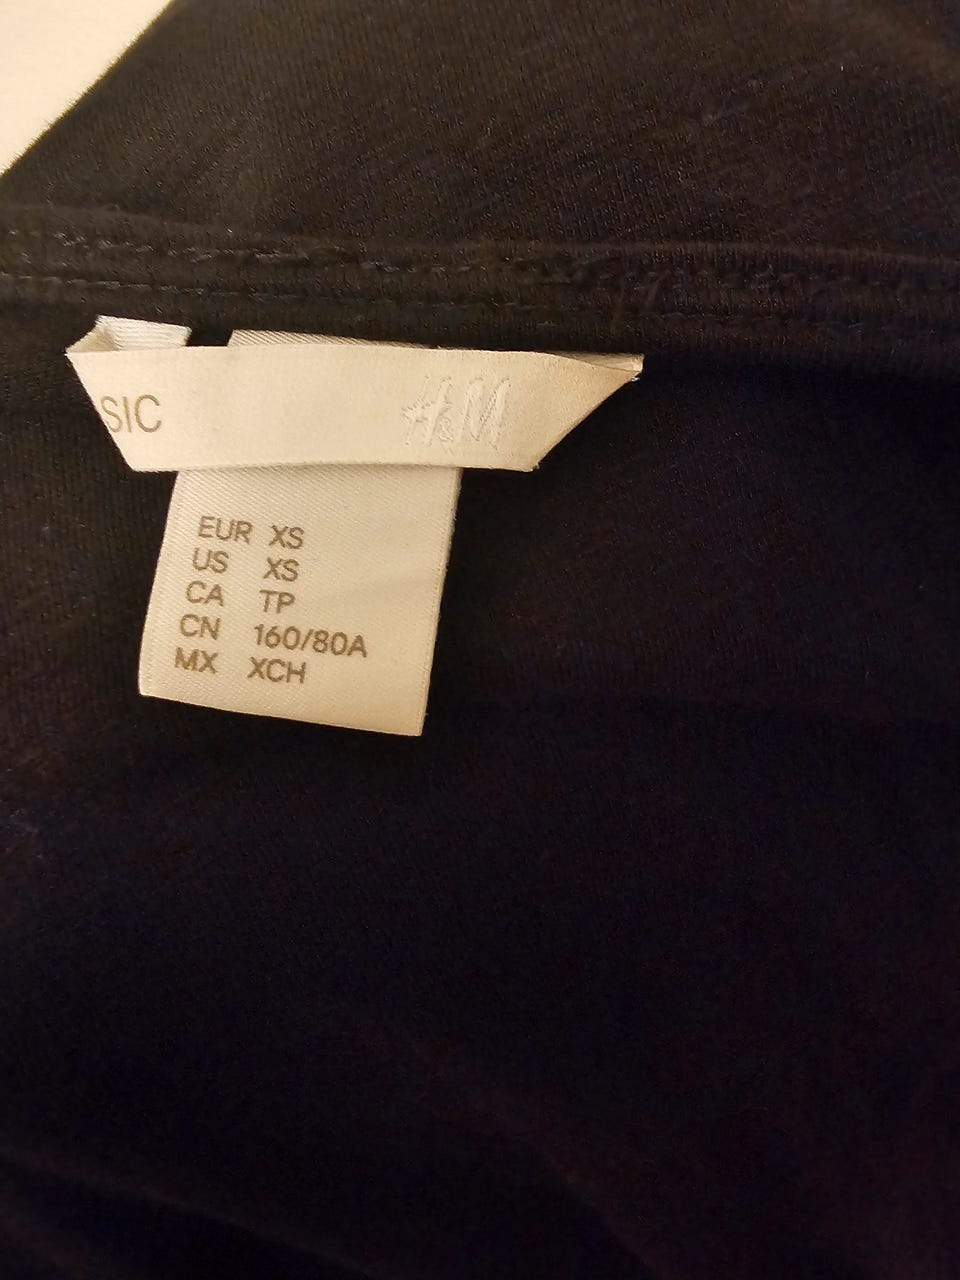 SIC H&M
EUR XS
US XS
CA TP
CN 160/80A
MX XCH